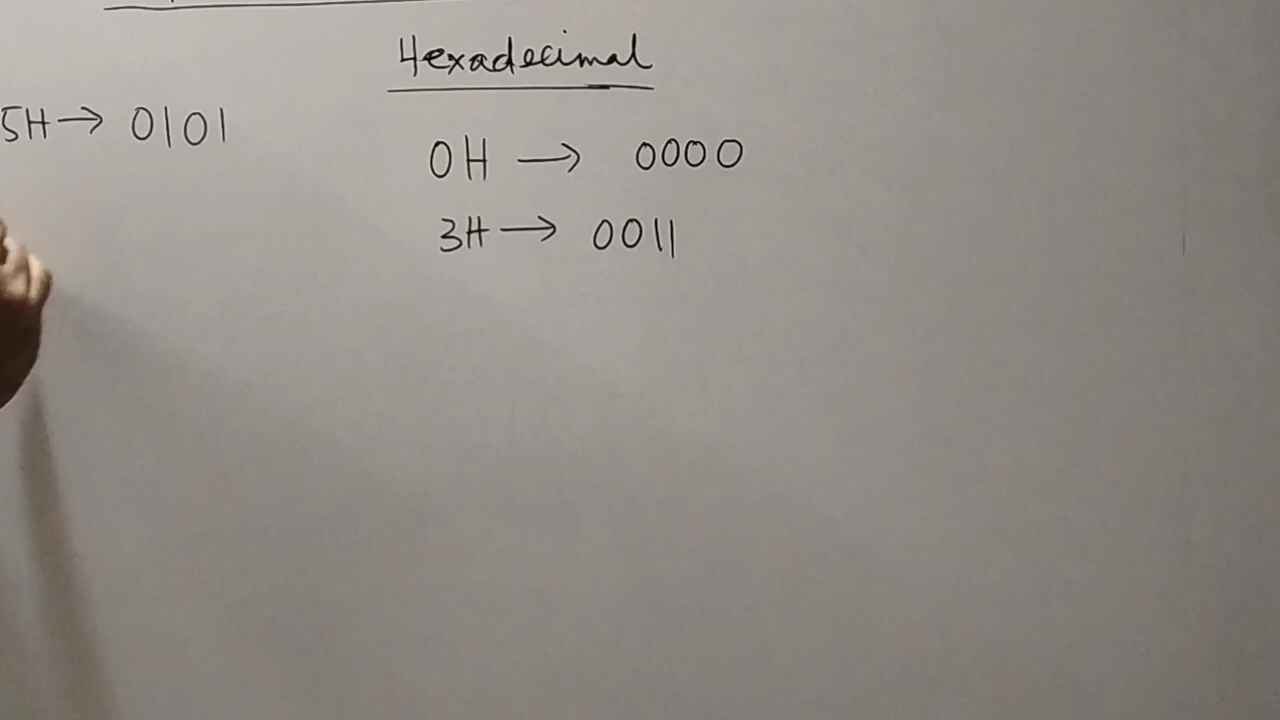 Hexadecimal
5H → 0101
0H → 0000
3H → 0011